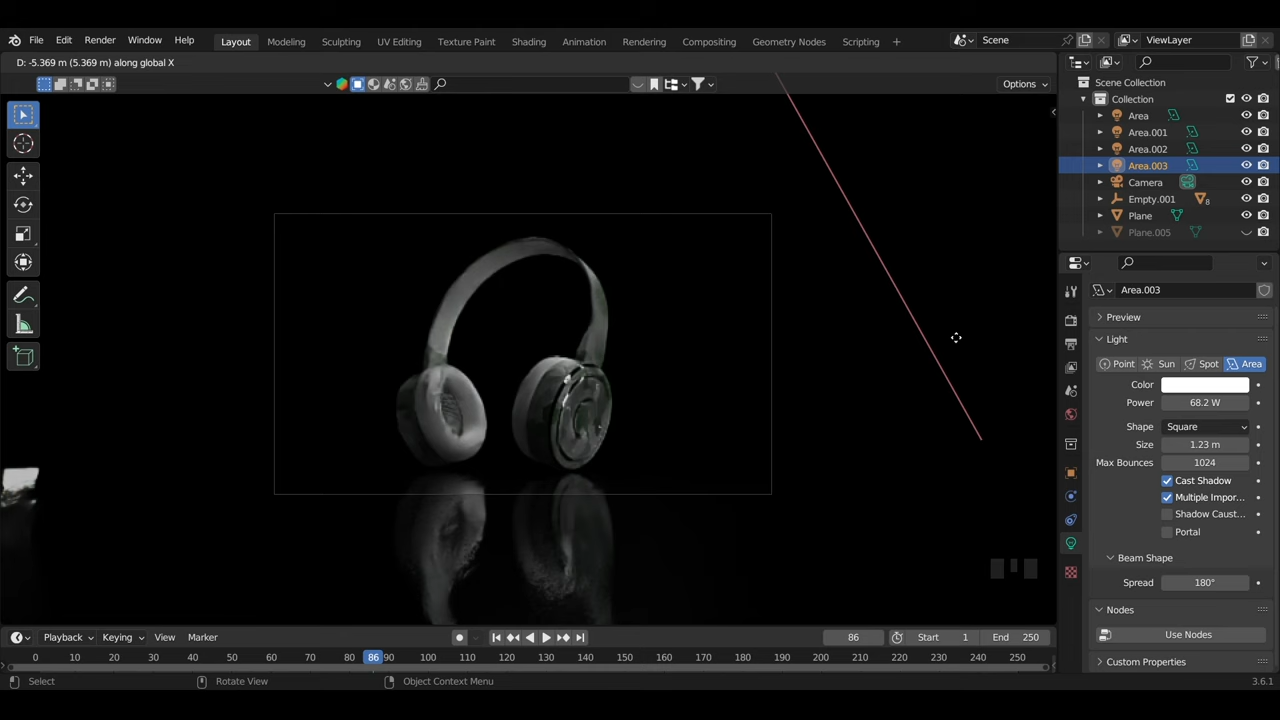 File Edit Render Window Help Layout Modeling Sculpting UV Editing Texture Paint Shading Animation Rendering Compositing Geometry Nodes Scripting + Scene ViewLayer
D: -5.369 m (5.369 m) along global X
Options
Scene Collection
Collection
Area
Area.001
Area.002
Area.003
Camera
Empty.001 8
Plane
Plane.005
Area.003
Preview
Light
Point Sun Spot Area
Color
Power 68.2 W
Shape Square
Size 1.23 m
Max Bounces 1024
Cast Shadow
Multiple Impor...
Shadow Caust...
Portal
Beam Shape
Spread 180°
Nodes
Use Nodes
Custom Properties
Playback Keying View Marker 86 Start 1 End 250
0 10 20 30 40 50 60 70 80 86 90 100 110 120 130 140 150 160 170 180 190 200 210 220 230 240 250
Select Rotate View Object Context Menu 3.6.1